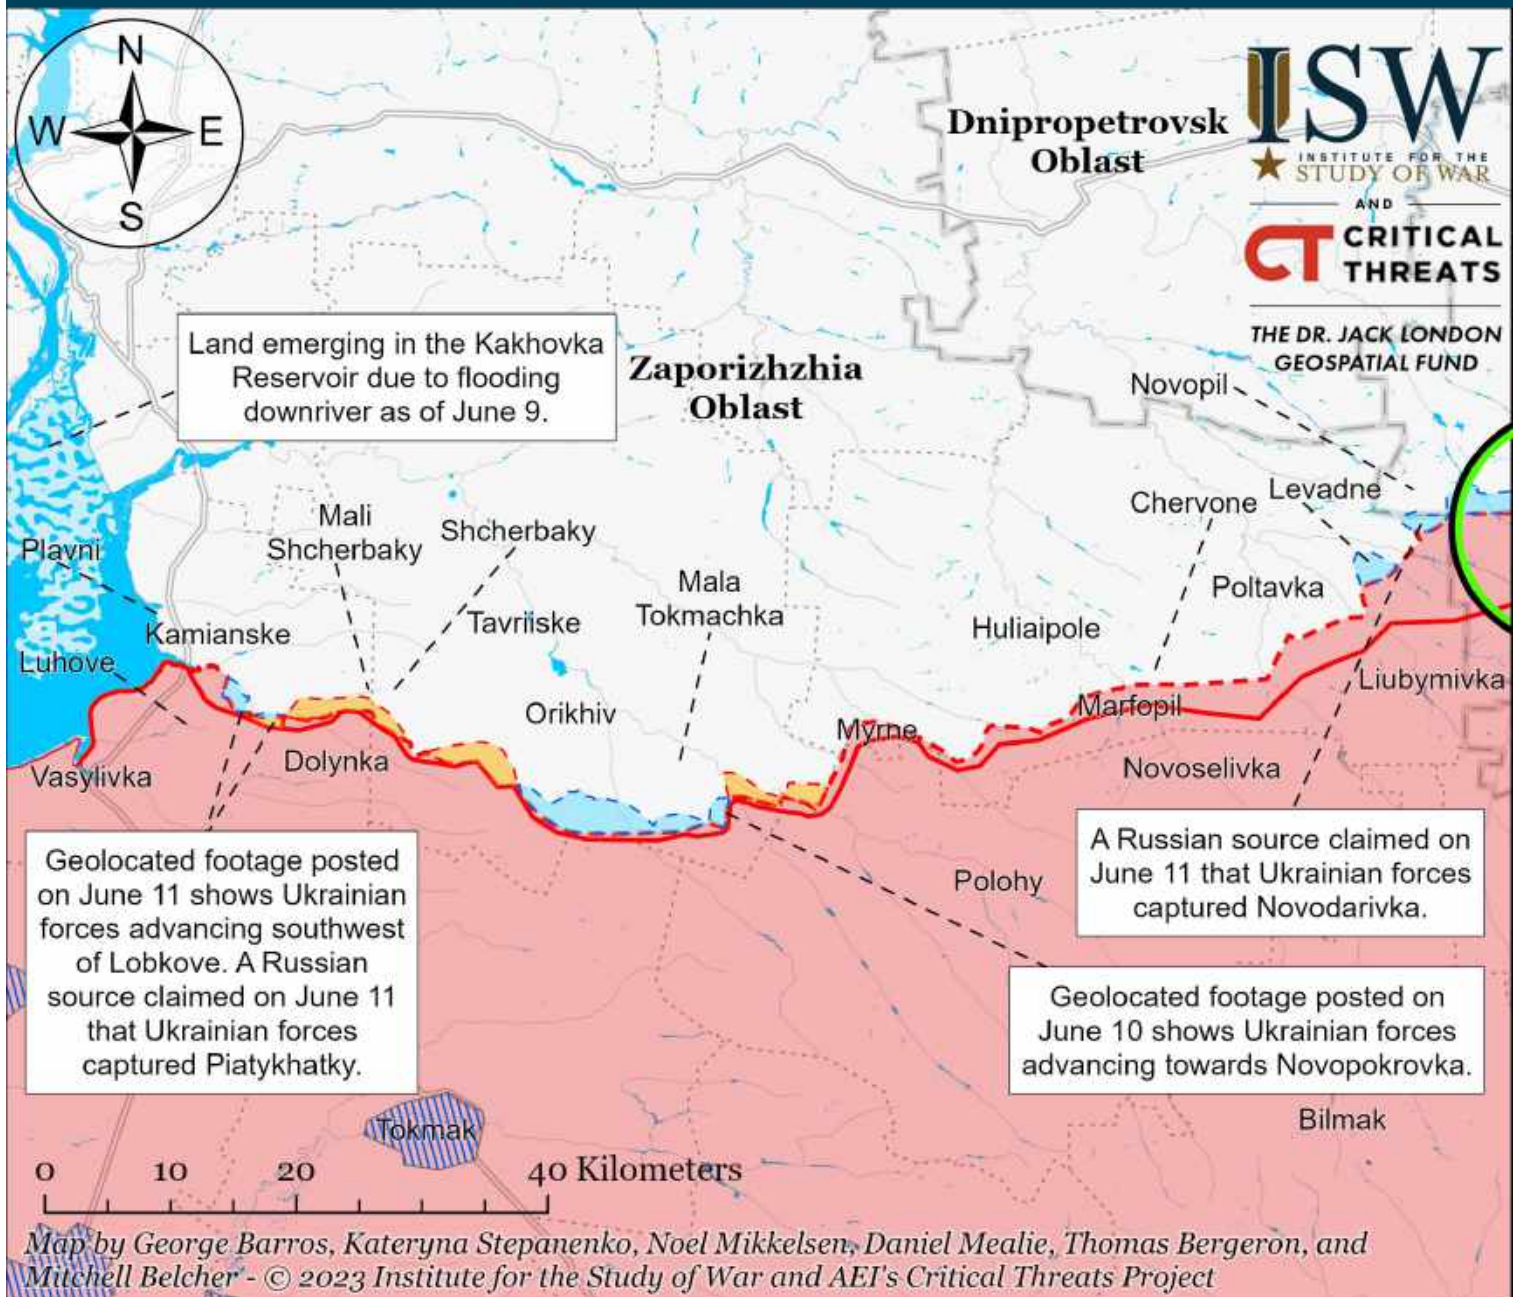 N
W
E
S
Dnipropetrovsk
Oblast
ISW
INSTITUTE FOR THE
STUDY OF WAR
AND
CT CRITICAL
THREATS
THE DR. JACK LONDON
GEOSPATIAL FUND
Land emerging in the Kakhovka
Reservoir due to flooding
downriver as of June 9.
Zaporizhzhia
Oblast
Novopil
Levadne
Chervone
Mali
Shcherbaky
Shcherbaky
Plavni
Mala
Tokmachka
Poltavka
Tavriiske
Huliaipole
Kamianske
Luhove
Liubymivka
Marfopil
Orikhiv
Myrne
Dolynka
Vasylivka
Novoselivka
Geolocated footage posted
on June 11 shows Ukrainian
forces advancing southwest
of Lobkove. A Russian
source claimed on June 11
that Ukrainian forces
captured Piatykhatky.
A Russian source claimed on
June 11 that Ukrainian forces
captured Novodarivka.
Polohy
Geolocated footage posted on
June 10 shows Ukrainian forces
advancing towards Novopokrovka.
Bilmak
Tokmak
0 10 20 40 Kilometers
Map by George Barros, Kateryna Stepanenko, Noel Mikkelsen, Daniel Mealie, Thomas Bergeron, and
Mitchell Belcher - © 2023 Institute for the Study of War and AEI's Critical Threats Project